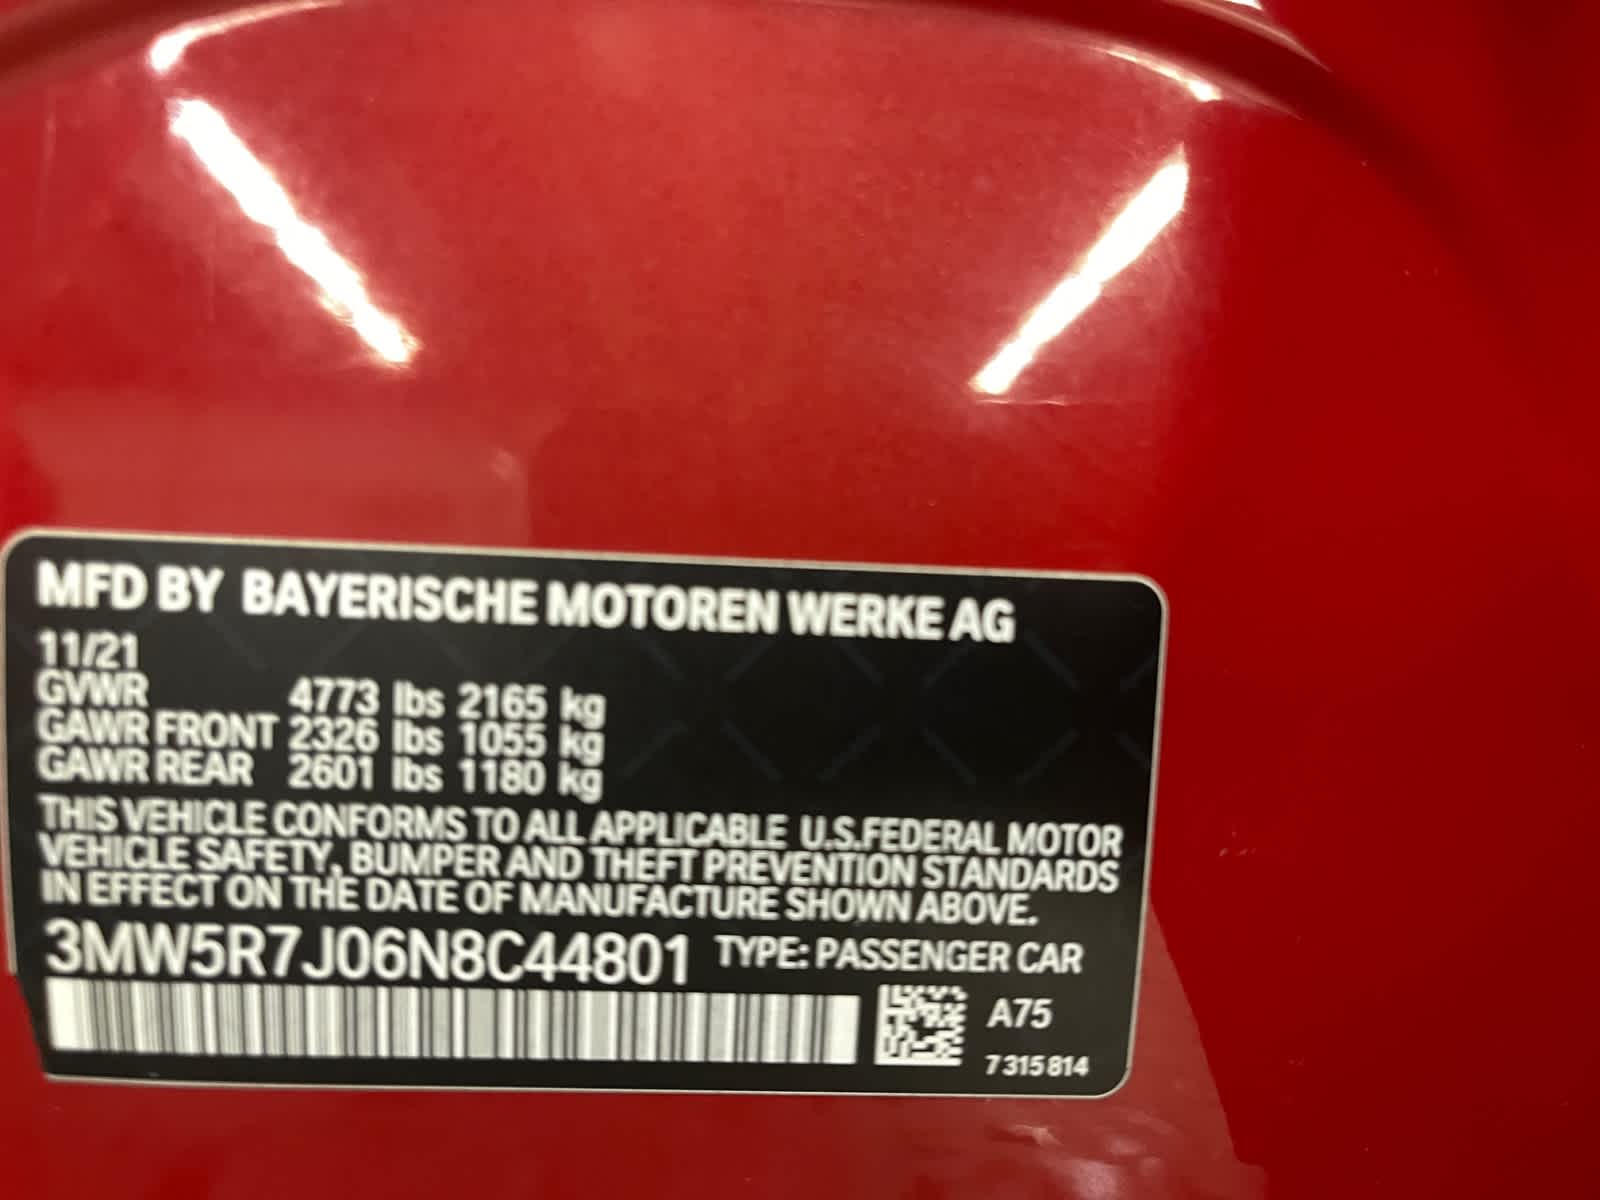 MFD BY BAYERISCHE MOTOREN WERKE AG
11/21
GVWR 4773 lbs 2165 kg
GAWR FRONT 2326 lbs 1055 kg
GAWR REAR 2601 lbs 1180 kg
THIS VEHICLE CONFORMS TO ALL APPLICABLE U.S.FEDERAL MOTOR
VEHICLE SAFETY, BUMPER AND THEFT PREVENTION STANDARDS
IN EFFECT ON THE DATE OF MANUFACTURE SHOWN ABOVE.
3MW5R7J06N8C44801 TYPE: PASSENGER CAR
A75
7 315 814